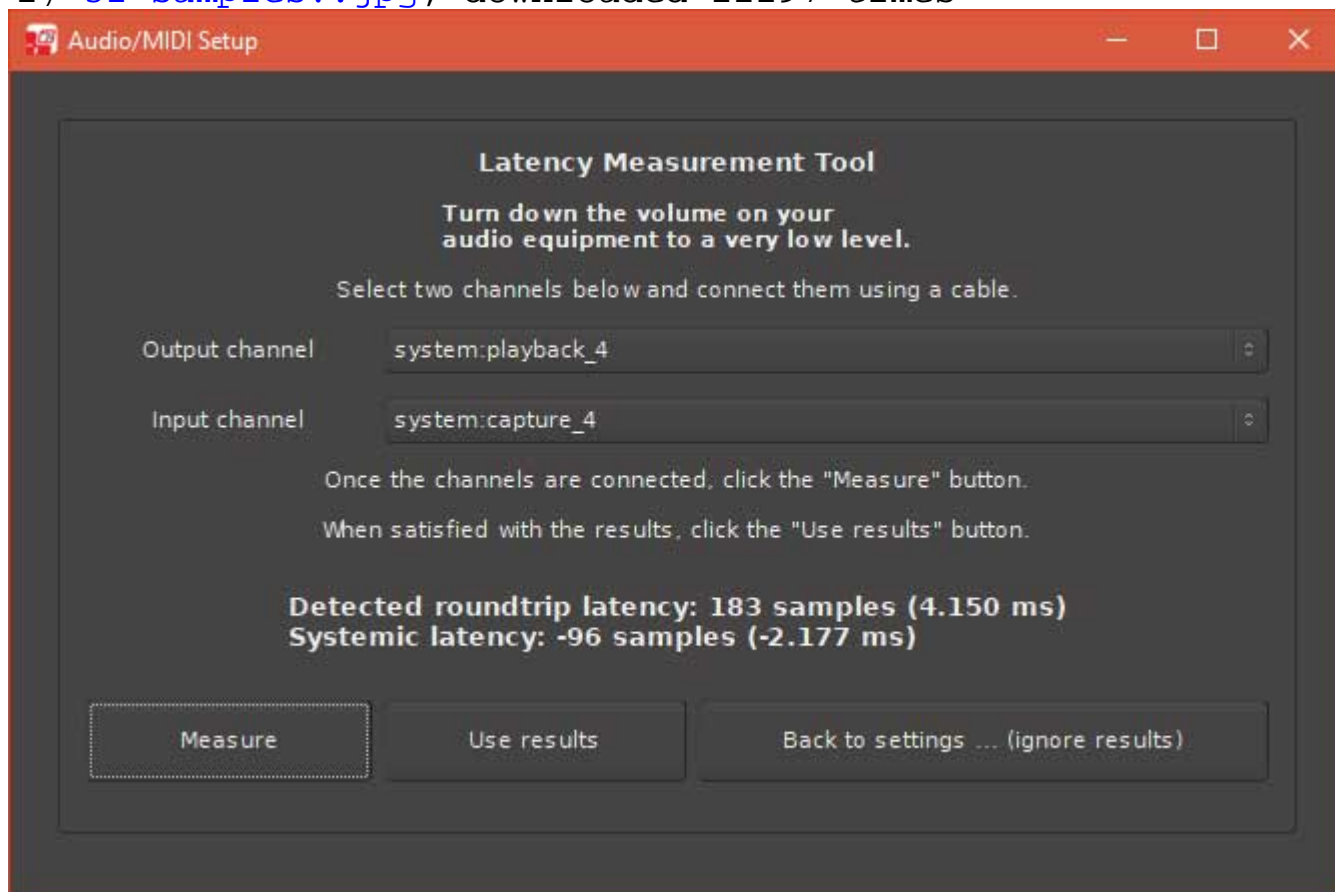 Audio/MIDI Setup
Latency Measurement Tool
Turn down the volume on your
audio equipment to a very low level.
Select two channels below and connect them using a cable.
Output channel system:playback_4
Input channel system:capture_4
Once the channels are connected, click the "Measure" button.
When satisfied with the results, click the "Use results" button.
Detected roundtrip latency: 183 samples (4.150 ms)
Systemic latency: -96 samples (-2.177 ms)
Measure Use results Back to settings ... (ignore results)